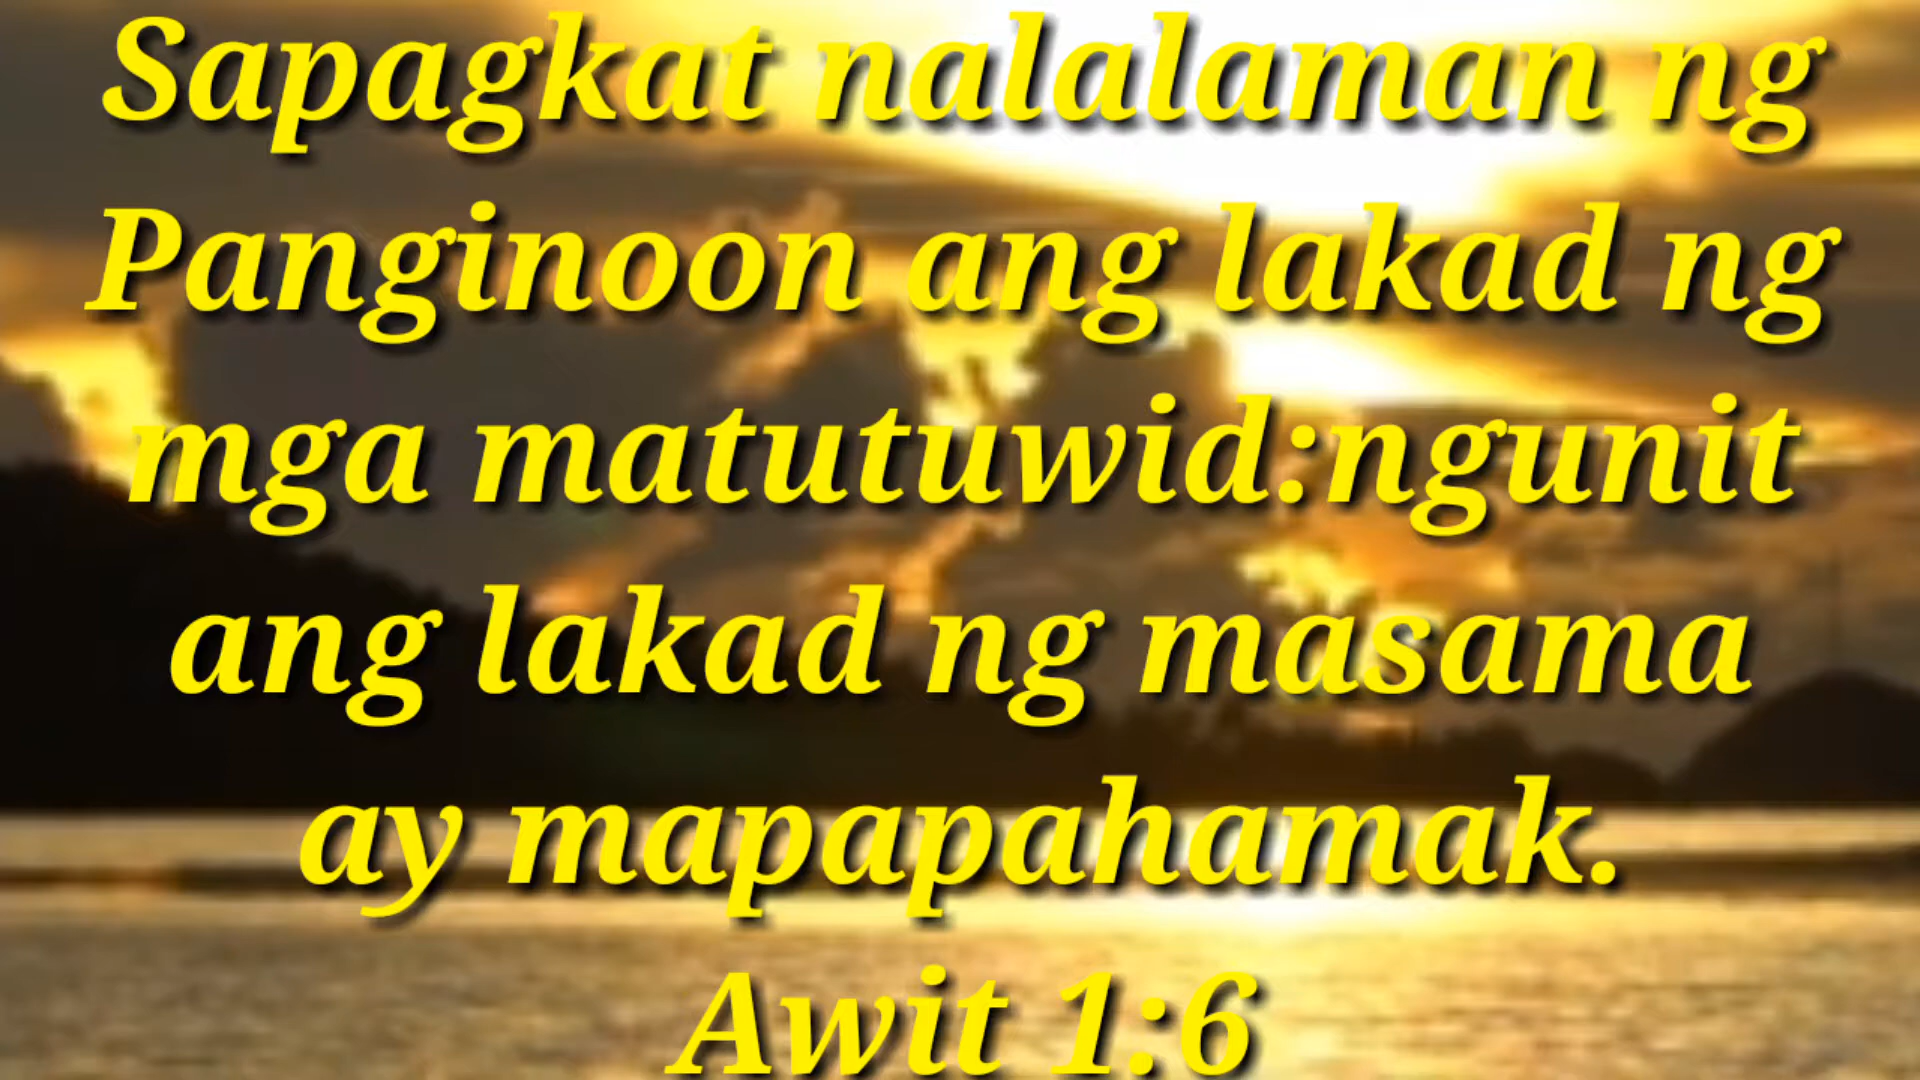 Sapagkat nalalaman ng
Panginoon ang lakad ng
mga matutuwid:ngunit
ang lakad ng masama
ay mapapahamak.
Awit 1:6